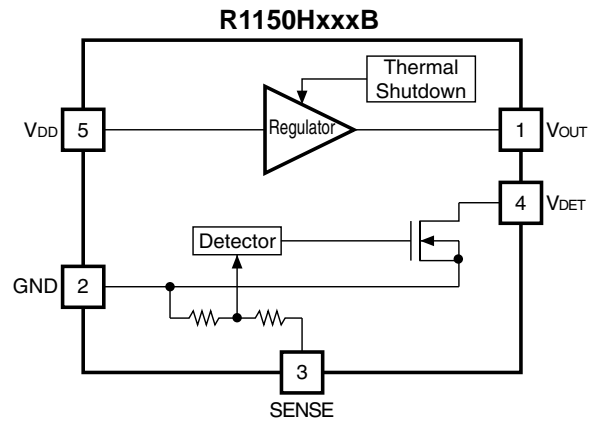 R1150HxxxB
Thermal
Shutdown
VDD
5
Regulator
1
VOUT
4
VDET
Detector
GND
2
3
SENSE